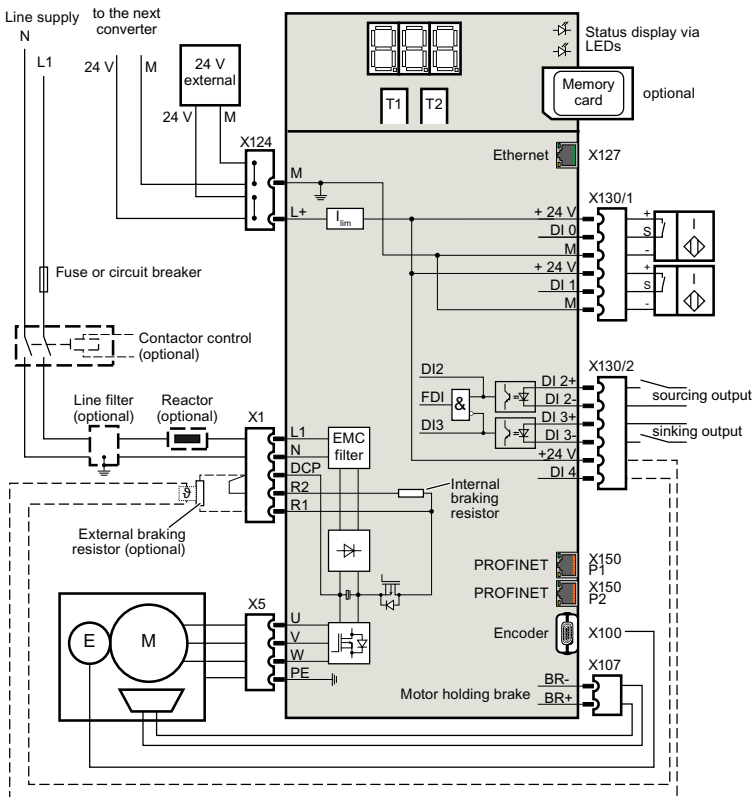 Line supply
N
L1
to the next
converter
24 V
M
24 V
external
24 V
M
X124
T1
T2
Status display via
LEDs
Memory
card
optional
Ethernet
X127
M
L+
Ilim
X130/1
+ 24 V
DI 0
M
+ 24 V
DI 1
M
+
S
-
I
+
S
-
I
Fuse or circuit breaker
Contactor control
(optional)
Line filter
(optional)
Reactor
(optional)
X1
L1
N
DCP
R2
R1
EMC
filter
DI2
FDI
&
DI3
X130/2
DI 2+
DI 2-
DI 3+
DI 3-
+24 V
DI 4
sourcing output
sinking output
ϑ
External braking
resistor (optional)
Internal
braking
resistor
PROFINET
X150
P1
PROFINET
X150
P2
Encoder
X100
E
M
X5
U
V
W
PE
X107
Motor holding brake
BR-
BR+